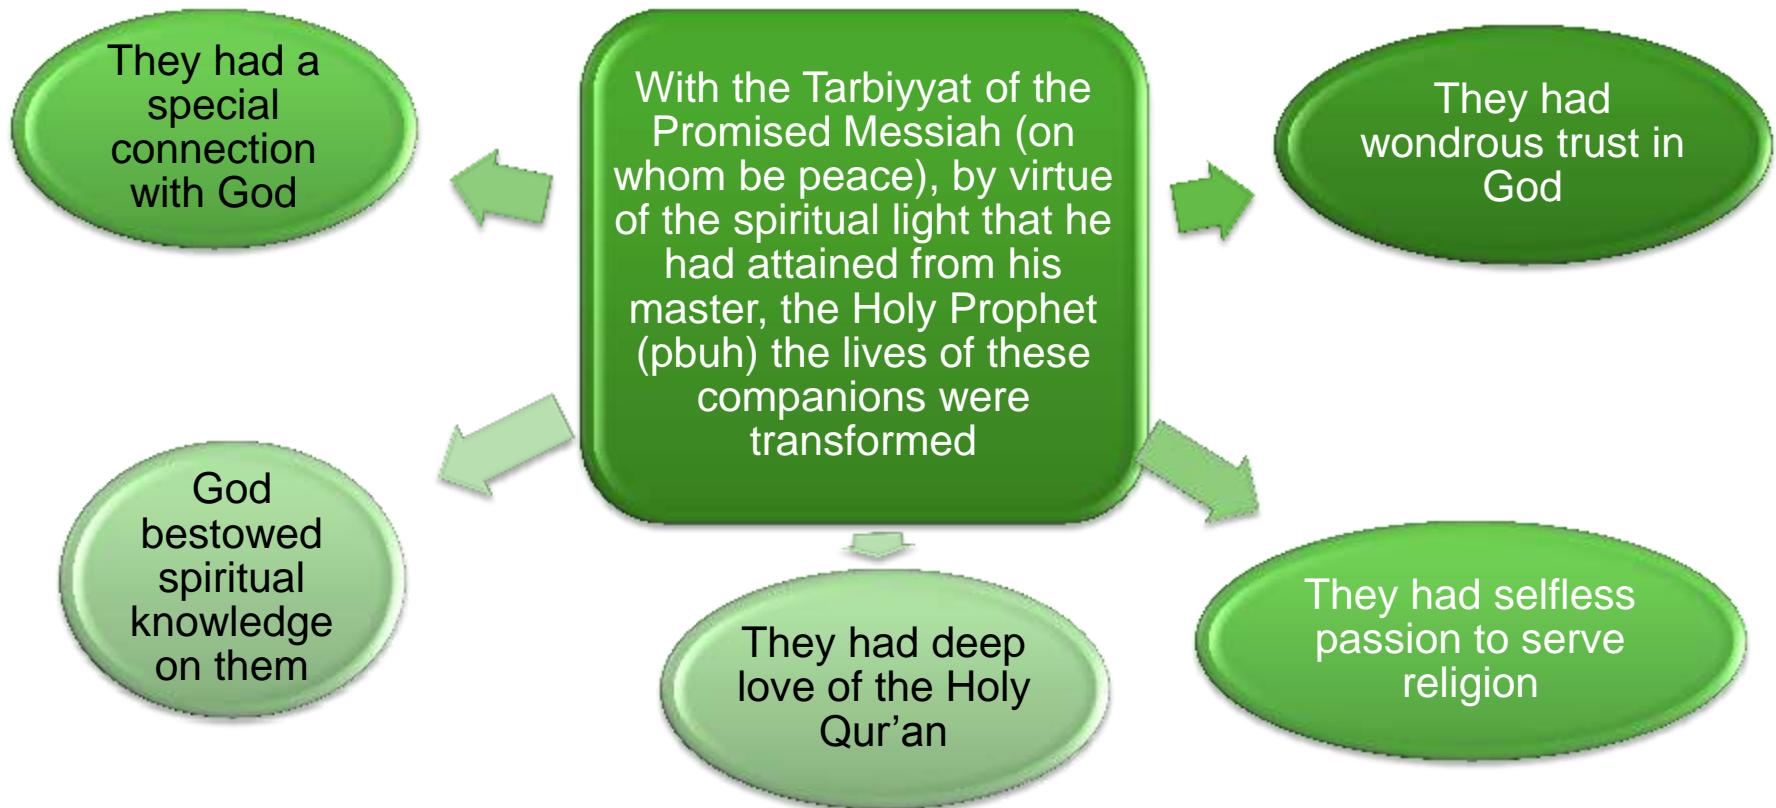 They had a
special
connection
with God
With the Tarbiyyat of the
Promised Messiah (on
whom be peace), by virtue
of the spiritual light that he
had attained from his
master, the Holy Prophet
(pbuh) the lives of these
companions were
transformed
They had
wondrous trust in
God
God
bestowed
spiritual
knowledge
on them
They had deep
love of the Holy
Qur’an
They had selfless
passion to serve
religion